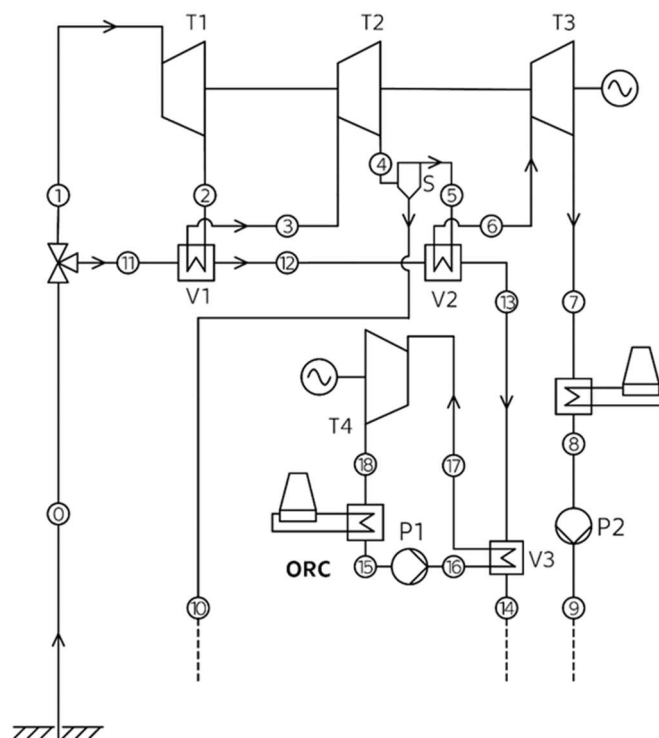 T1 T2 T3
④ S ⑤
① ② ③ ⑥
⑪ V1 ⑫ V2 ⑬ ⑦
T4
⑱ ⑰ ⑧
⓪ P1 P2
ORC ⑮ ⑯ V3
⑩ ⑭ ⑨